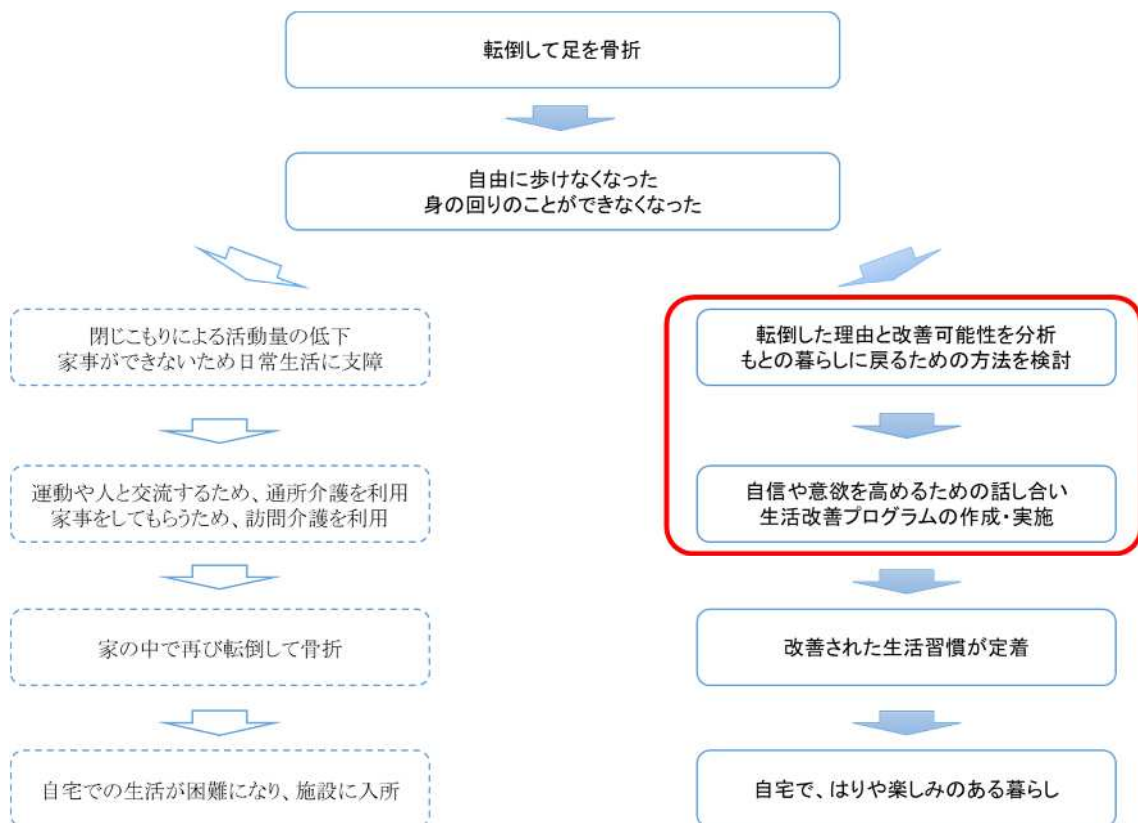 転倒して足を骨折
自由に歩けなくなった
身の回りのことができなくなった
閉じこもりによる活動量の低下
家事ができないため日常生活に支障
運動や人と交流するため、通所介護を利用
家事をしてもらうため、訪問介護を利用
家の中で再び転倒して骨折
自宅での生活が困難になり、施設に入所
転倒した理由と改善可能性を分析
もとの暮らしに戻るための方法を検討
自信や意欲を高めるための話し合い
生活改善プログラムの作成・実施
改善された生活習慣が定着
自宅で、はりや楽しみのある暮らし